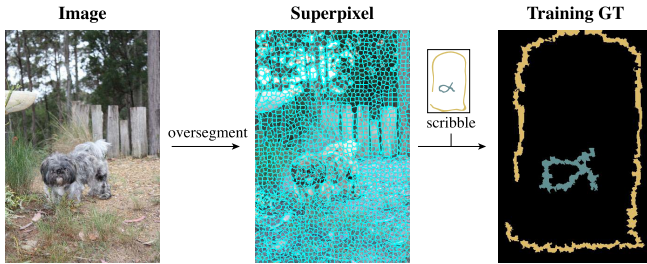 Image
Superpixel
Training GT
oversegment
scribble